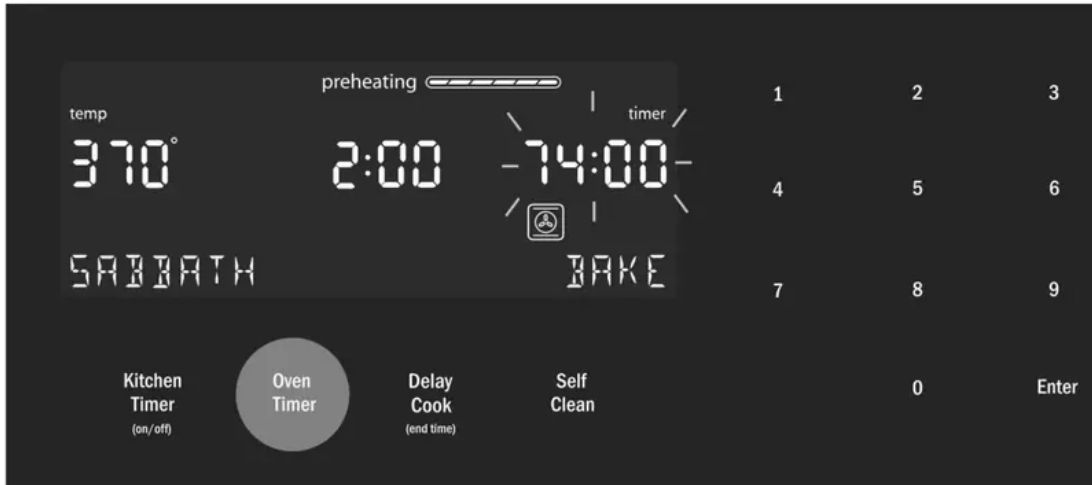 preheating
temp
timer
370°
2:00
74:00
SABBATH
BAKE
Kitchen
Timer
(on/off)
Oven
Timer
Delay
Cook
(end time)
Self
Clean
1 2 3
4 5 6
7 8 9
0 Enter